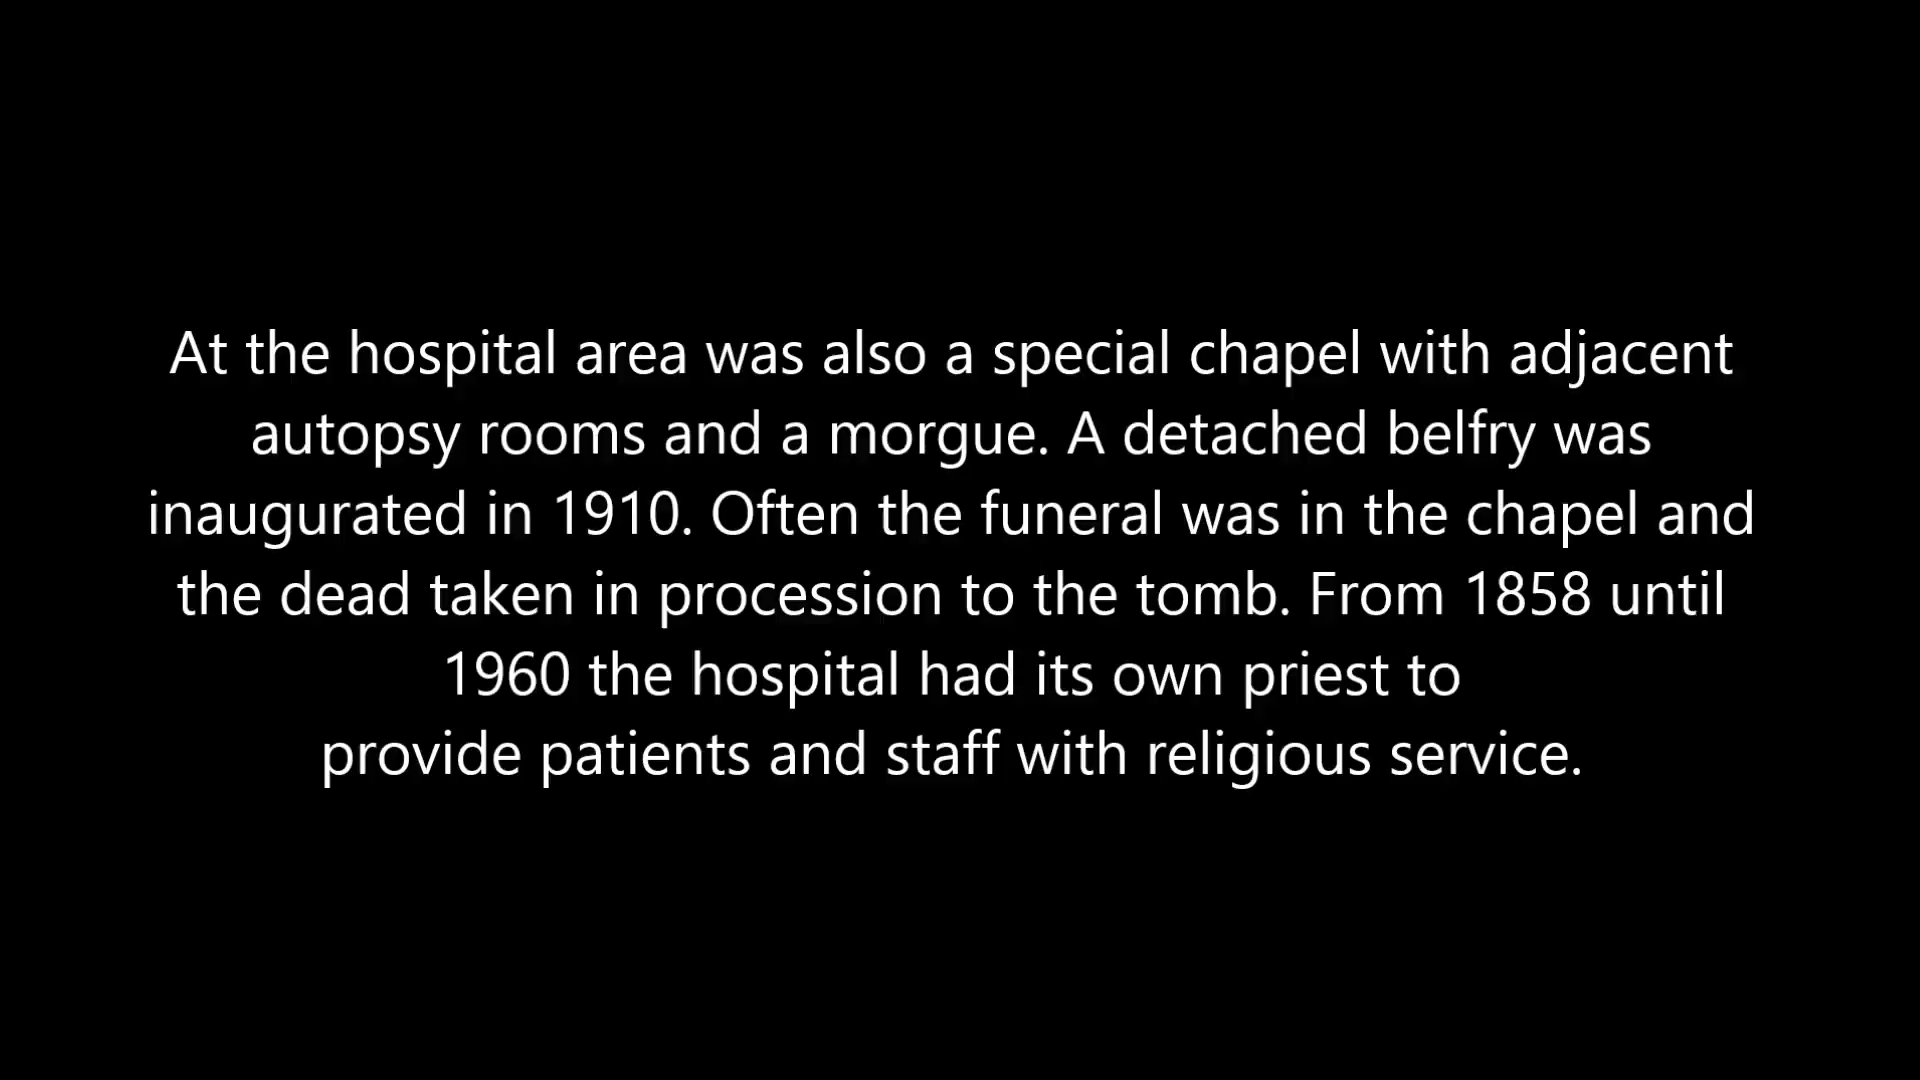 At the hospital area was also a special chapel with adjacent
autopsy rooms and a morgue. A detached belfry was
inaugurated in 1910. Often the funeral was in the chapel and
the dead taken in procession to the tomb. From 1858 until
1960 the hospital had its own priest to
provide patients and staff with religious service.